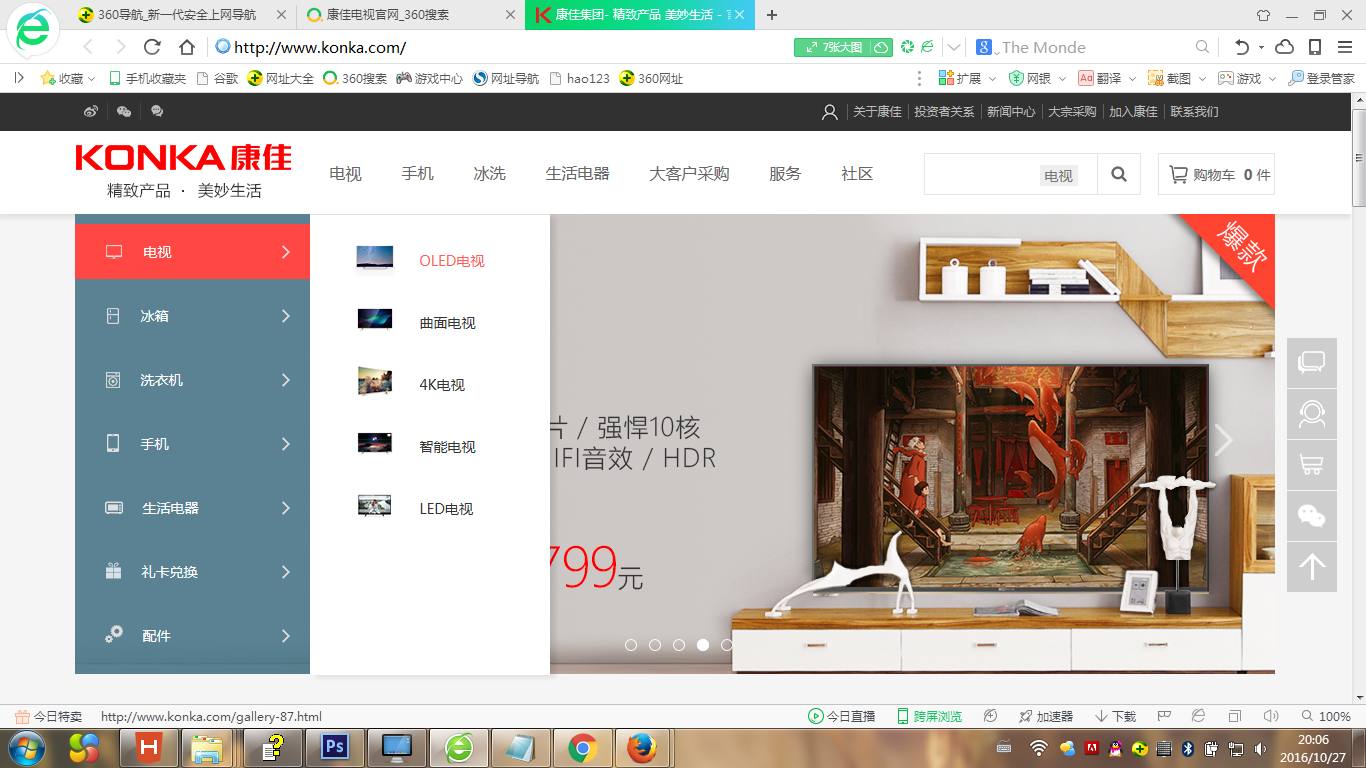 360导航_新一代安全上网导航
康佳电视官网_360搜索
康佳集团- 精致产品 美妙生活 -
http://www.konka.com/
7张大图
The Monde
收藏 手机收藏夹 谷歌 网址大全 360搜索 游戏中心 网址导航 hao123 360网址
扩展 网银 翻译 截图 游戏 登录管家
关于康佳 投资者关系 新闻中心 大宗采购 加入康佳 联系我们
KONKA 康佳
精致产品 · 美妙生活
电视 手机 冰洗 生活电器 大客户采购 服务 社区
电视
购物车 0 件
电视
冰箱
洗衣机
手机
生活电器
礼卡兑换
配件
OLED电视
曲面电视
4K电视
智能电视
LED电视
片 / 强悍10核
IFI音效 / HDR
799元
爆款
今日特卖 http://www.konka.com/gallery-87.html
今日直播 跨屏浏览 加速器 下载 100%
Ps
20:06
2016/10/27